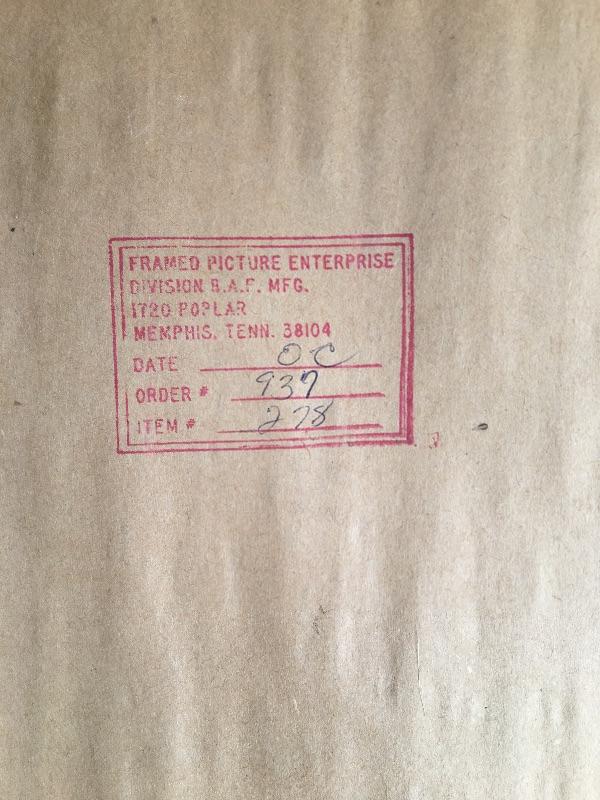 FRAMED PICTURE ENTERPRISE
DIVISION B.A.F. MFG.
1720 POPLAR
MEMPHIS, TENN. 38104
DATE OC
ORDER # 937
ITEM # 278